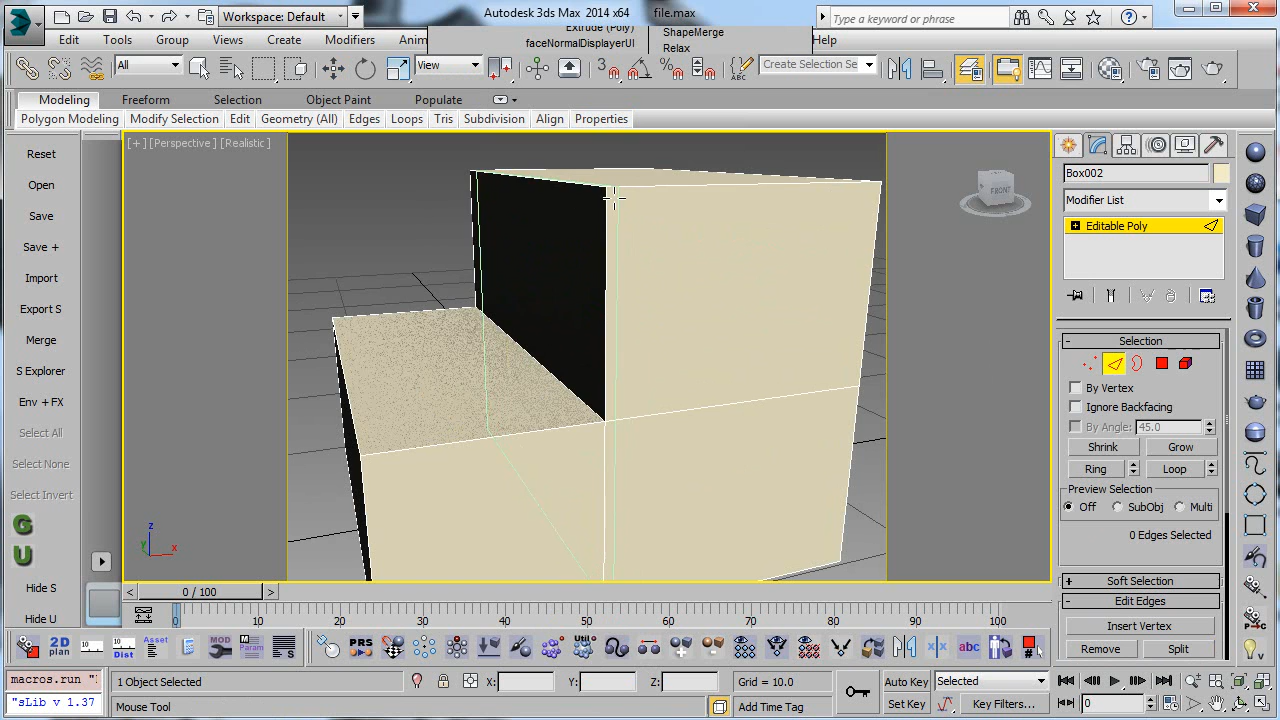 Workspace: Default
Autodesk 3ds Max 2014 x64 file.max
Type a keyword or phrase
Edit Tools Group Views Create Modifiers Anim Help
Extrude (Poly) ShapeMerge
faceNormalDisplayerUI Relax
All View Create Selection Se
Modeling Freeform Selection Object Paint Populate
Polygon Modeling Modify Selection Edit Geometry (All) Edges Loops Tris Subdivision Align Properties
[+] [Perspective] [Realistic]
FRONT
Reset
Open
Save
Save +
Import
Export S
Merge
S Explorer
Env + FX
Select All
Select None
Select Invert
G
U
Hide S
Hide U
Box002
Modifier List
Editable Poly
Selection
By Vertex
Ignore Backfacing
By Angle: 45.0
Shrink Grow
Ring Loop
Preview Selection
Off SubObj Multi
0 Edges Selected
Soft Selection
Edit Edges
Insert Vertex
Remove Split
z
y x
0 / 100
0 10 20 30 40 50 60 70 80 90 100
2D plan 10 10 Dist Asset MOD Param S PRS Util abc
macros.run "
"sLib v 1.37
1 Object Selected X: Y: Z: Grid = 10.0 Auto Key Selected
Mouse Tool Add Time Tag Set Key Key Filters... 0